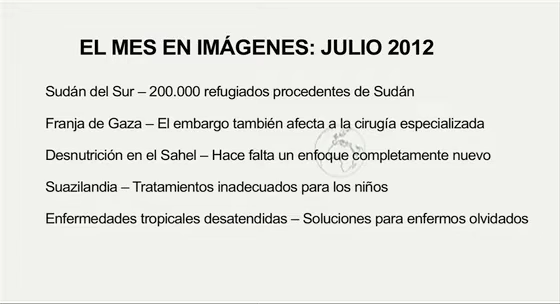 EL MES EN IMÁGENES: JULIO 2012
Sudán del Sur – 200.000 refugiados procedentes de Sudán
Franja de Gaza – El embargo también afecta a la cirugía especializada
Desnutrición en el Sahel – Hace falta un enfoque completamente nuevo
Suazilandia – Tratamientos inadecuados para los niños
Enfermedades tropicales desatendidas – Soluciones para enfermos olvidados